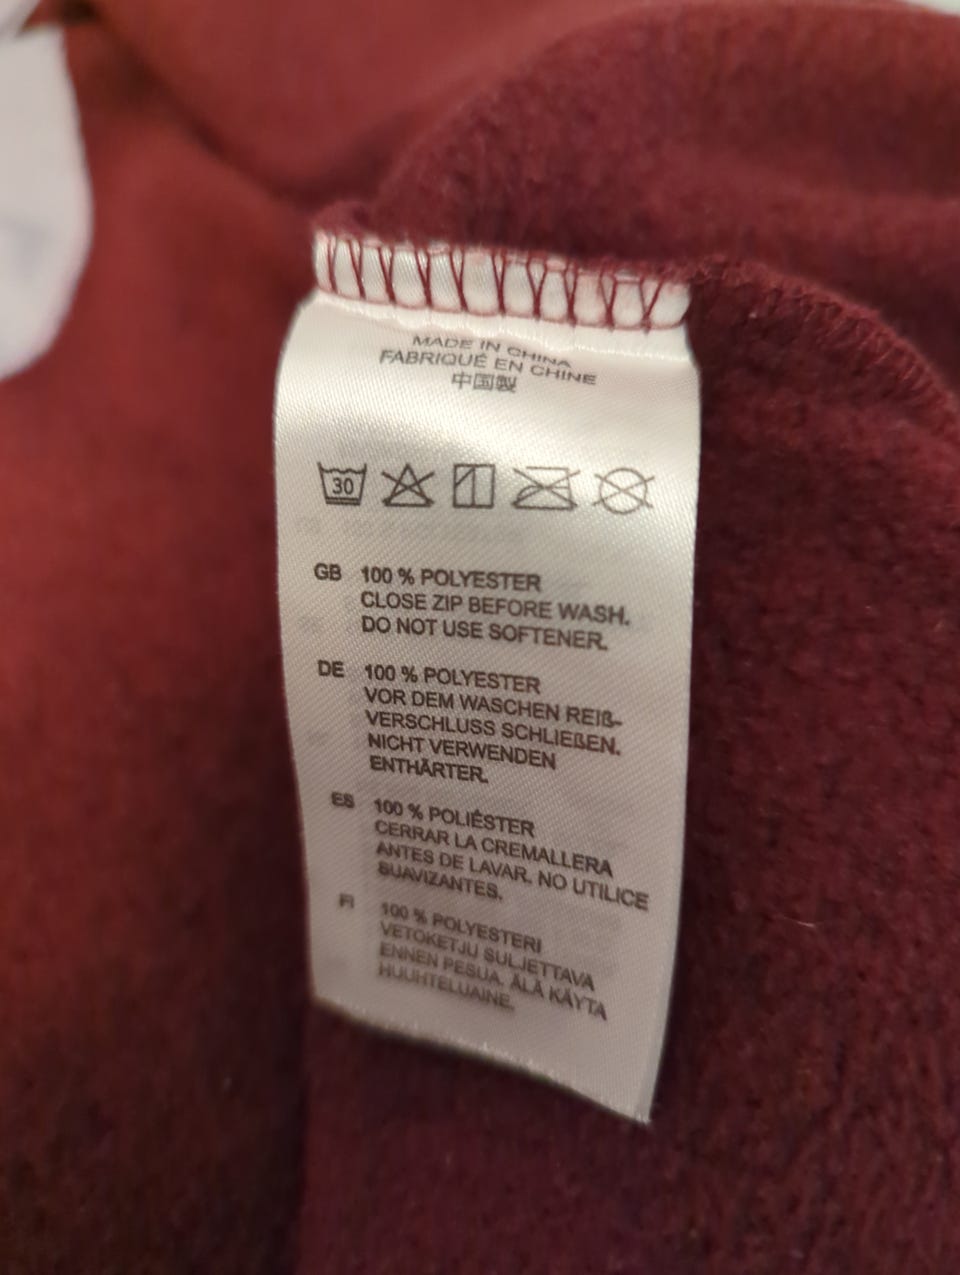 MADE IN CHINA
FABRIQUÉ EN CHINE
中国製
30
GB 100 % POLYESTER
CLOSE ZIP BEFORE WASH.
DO NOT USE SOFTENER.
DE 100 % POLYESTER
VOR DEM WASCHEN REIß-
VERSCHLUSS SCHLIEßEN.
NICHT VERWENDEN
ENTHÄRTER.
ES 100 % POLIÉSTER
CERRAR LA CREMALLERA
ANTES DE LAVAR. NO UTILICE
SUAVIZANTES.
FI 100 % POLYESTERI
VETOKETJU SULJETTAVA
ENNEN PESUA. ÄLÄ KÄYTA
HUUHTELUAINE.